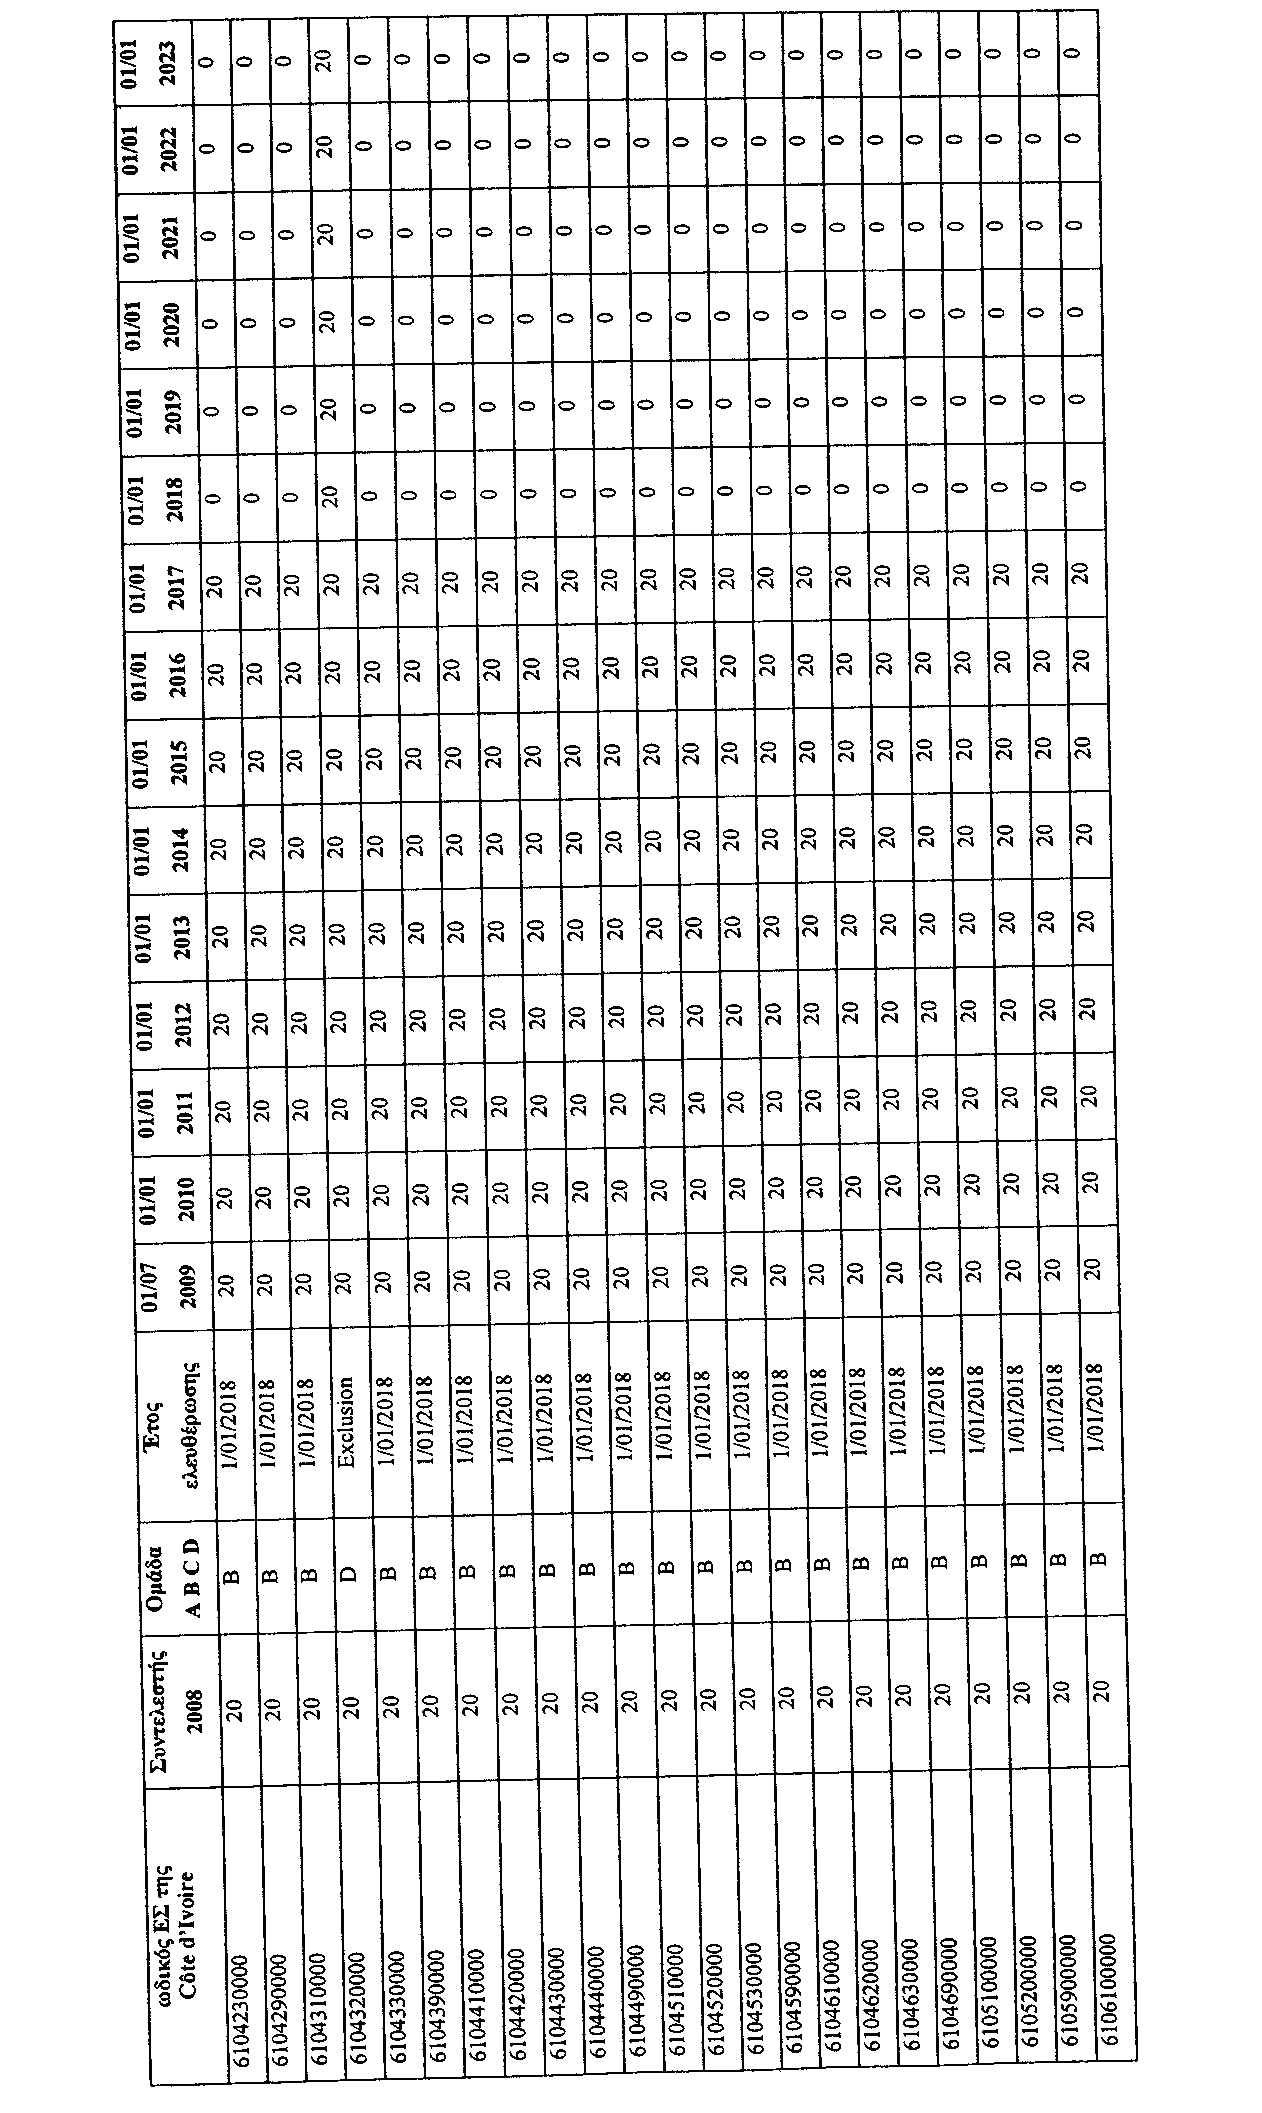 ωδικός ΕΣ της Συντελεστής Ομάδα Έτος 01/07 01/01 01/01 01/01 01/01 01/01 01/01 01/01 01/01 01/01 01/01 01/01 01/01 01/01 01/01
Côte d'Ivoire 2008 A B C D ελευθέρωσης 2009 2010 2011 2012 2013 2014 2015 2016 2017 2018 2019 2020 2021 2022 2023
6104230000 20 B 1/01/2018 20 20 20 20 20 20 20 20 20 0 0 0 0 0 0
6104290000 20 B 1/01/2018 20 20 20 20 20 20 20 20 20 0 0 0 0 0 0
6104310000 20 B 1/01/2018 20 20 20 20 20 20 20 20 20 0 0 0 0 0 0
6104320000 20 D Exclusion 20 20 20 20 20 20 20 20 20 20 20 20 20 20 20
6104330000 20 B 1/01/2018 20 20 20 20 20 20 20 20 20 0 0 0 0 0 0
6104390000 20 B 1/01/2018 20 20 20 20 20 20 20 20 20 0 0 0 0 0 0
6104410000 20 B 1/01/2018 20 20 20 20 20 20 20 20 20 0 0 0 0 0 0
6104420000 20 B 1/01/2018 20 20 20 20 20 20 20 20 20 0 0 0 0 0 0
6104430000 20 B 1/01/2018 20 20 20 20 20 20 20 20 20 0 0 0 0 0 0
6104440000 20 B 1/01/2018 20 20 20 20 20 20 20 20 20 0 0 0 0 0 0
6104490000 20 B 1/01/2018 20 20 20 20 20 20 20 20 20 0 0 0 0 0 0
6104510000 20 B 1/01/2018 20 20 20 20 20 20 20 20 20 0 0 0 0 0 0
6104520000 20 B 1/01/2018 20 20 20 20 20 20 20 20 20 0 0 0 0 0 0
6104530000 20 B 1/01/2018 20 20 20 20 20 20 20 20 20 0 0 0 0 0 0
6104590000 20 B 1/01/2018 20 20 20 20 20 20 20 20 20 0 0 0 0 0 0
6104610000 20 B 1/01/2018 20 20 20 20 20 20 20 20 20 0 0 0 0 0 0
6104620000 20 B 1/01/2018 20 20 20 20 20 20 20 20 20 0 0 0 0 0 0
6104630000 20 B 1/01/2018 20 20 20 20 20 20 20 20 20 0 0 0 0 0 0
6104690000 20 B 1/01/2018 20 20 20 20 20 20 20 20 20 0 0 0 0 0 0
6105100000 20 B 1/01/2018 20 20 20 20 20 20 20 20 20 0 0 0 0 0 0
6105200000 20 B 1/01/2018 20 20 20 20 20 20 20 20 20 0 0 0 0 0 0
6105900000 20 B 1/01/2018 20 20 20 20 20 20 20 20 20 0 0 0 0 0 0
6106100000 20 B 1/01/2018 20 20 20 20 20 20 20 20 20 0 0 0 0 0 0